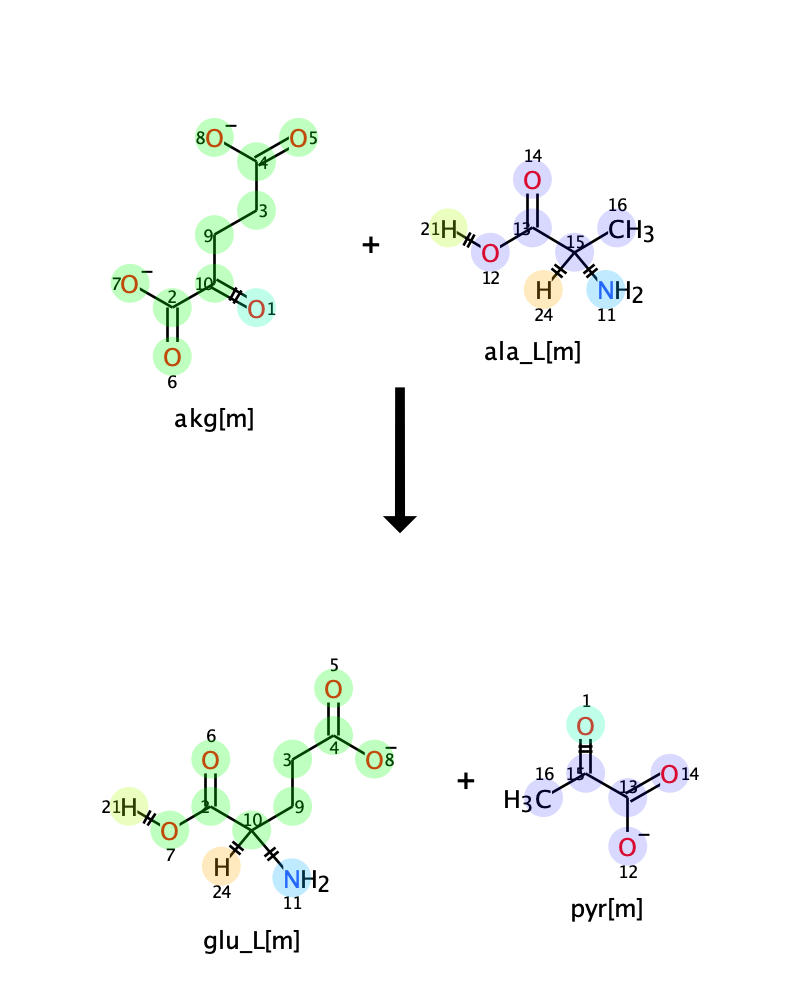 8O− O5
4
3
9
7O− 10 O1
2
O
6
akg[m]
+
14
O
16
21H 13 15 CH3
O
12
H NH2
24 11
ala_L[m]
5
O
6
O 3 4 O8−
21H 2 10 9
O
7
H NH2
24 11
glu_L[m]
+
1
O
16 15 13 O14
H3C
O−
12
pyr[m]